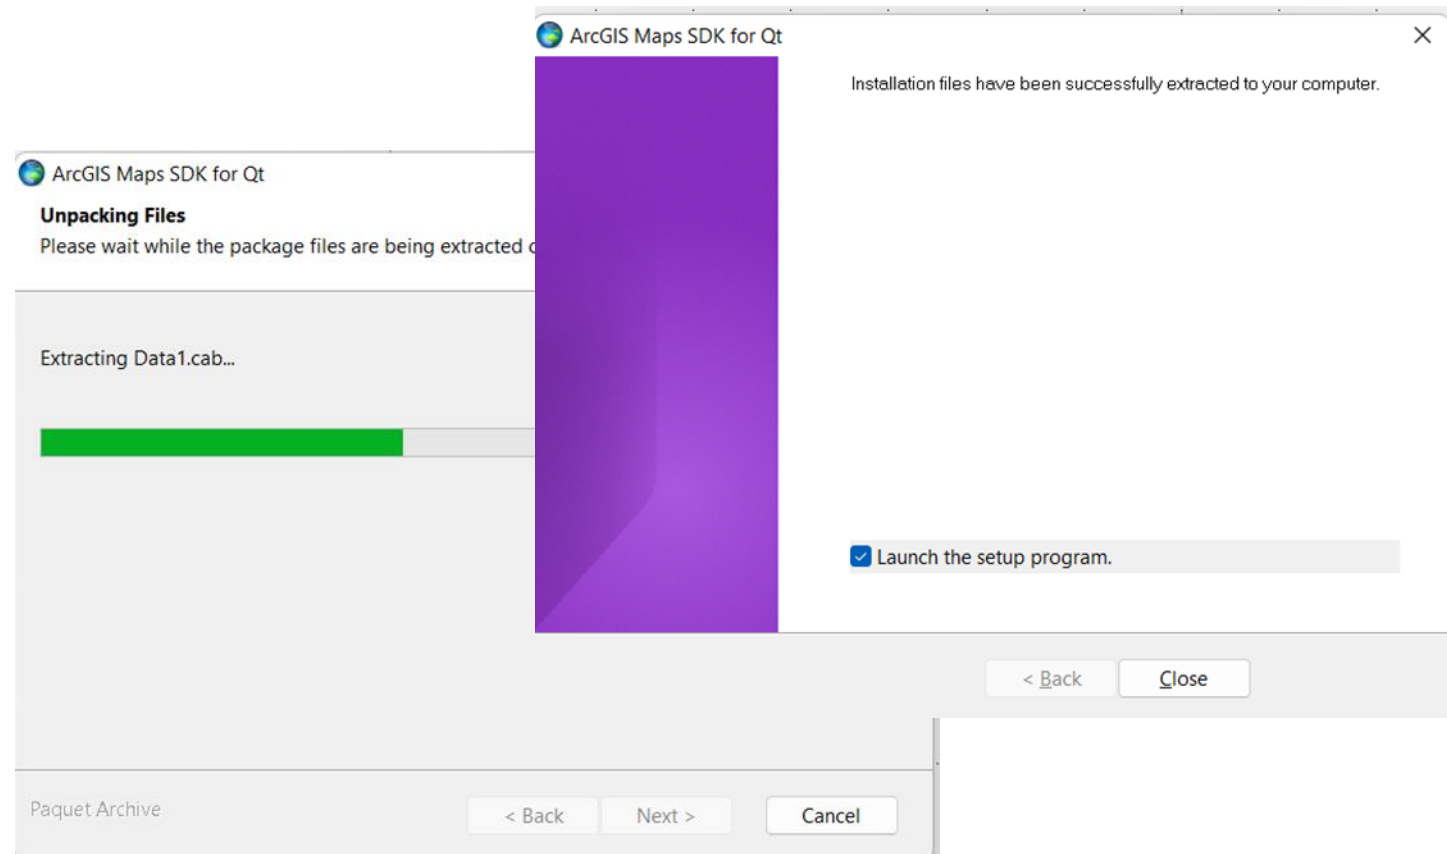 ArcGIS Maps SDK for Qt
Installation files have been successfully extracted to your computer.
Launch the setup program.
< Back
Close
ArcGIS Maps SDK for Qt
Unpacking Files
Please wait while the package files are being extracted
Extracting Data1.cab...
Paquet Archive
< Back
Next >
Cancel